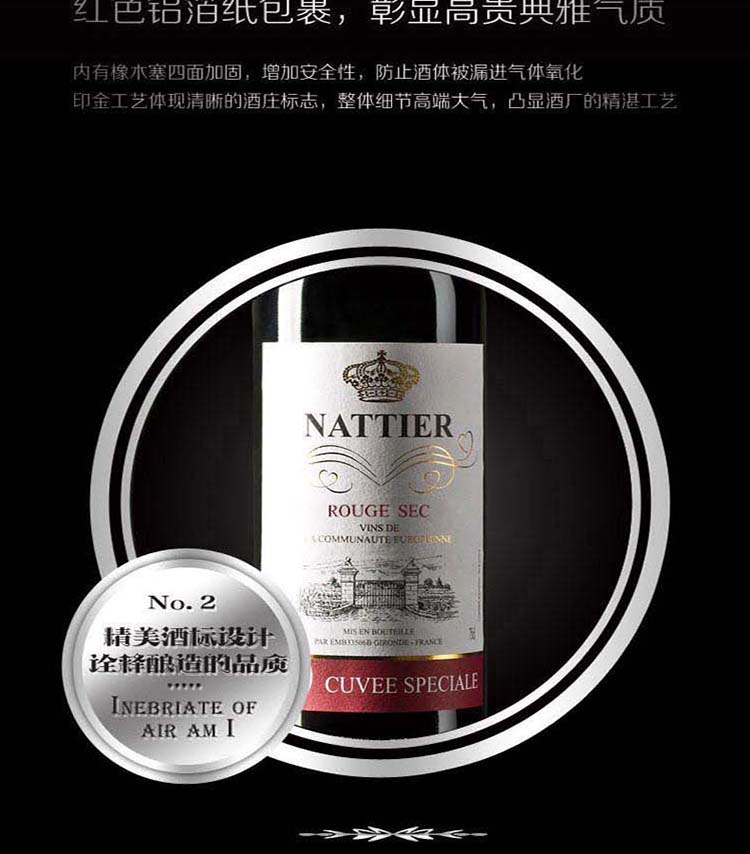 红色铝箔纸包裹，彰显高贵典雅气质
内有橡木塞四面加固，增加安全性，防止酒体被漏进气体氧化
印金工艺体现清晰的酒庄标志，整体细节高端大气，凸显酒厂的精湛工艺
NATTIER
ROUGE SEC
VINS DE
LA COMMUNAUTE EUROPEENNE
MIS EN BOUTEILLE
PAR EMB33506B GIRONDE - FRANCE
75cl
CUVEE SPECIALE
No. 2
精美酒标设计
诠释酿造的品质
INEBRIATE OF
AIR AM I